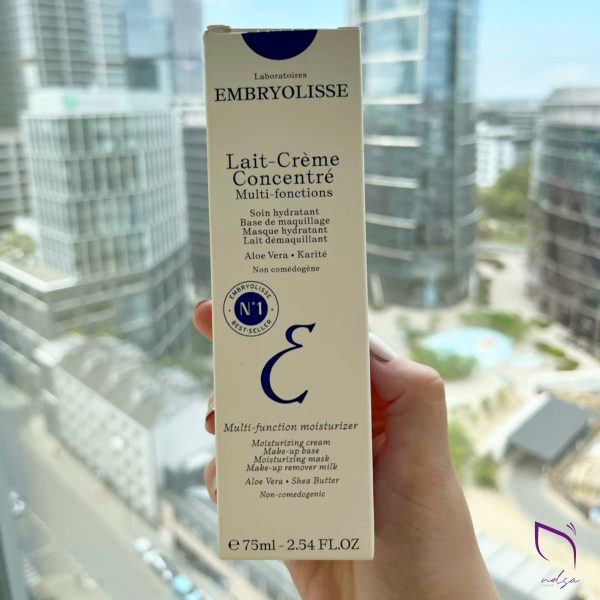 Laboratoires
EMBRYOLISSE
Lait-Crème
Concentré
Multi-fonctions
Soin hydratant
Base de maquillage
Masque hydratant
Lait démaquillant
Aloe Vera • Karité
Non comédogène
EMBRYOLISSE
N°1
BEST-SELLER
Multi-function moisturizer
Moisturizing cream
Make-up base
Moisturizing mask
Make-up remover milk
Aloe Vera • Shea Butter
Non-comedogenic
℮ 75ml - 2.54 FL.OZ
ndsa